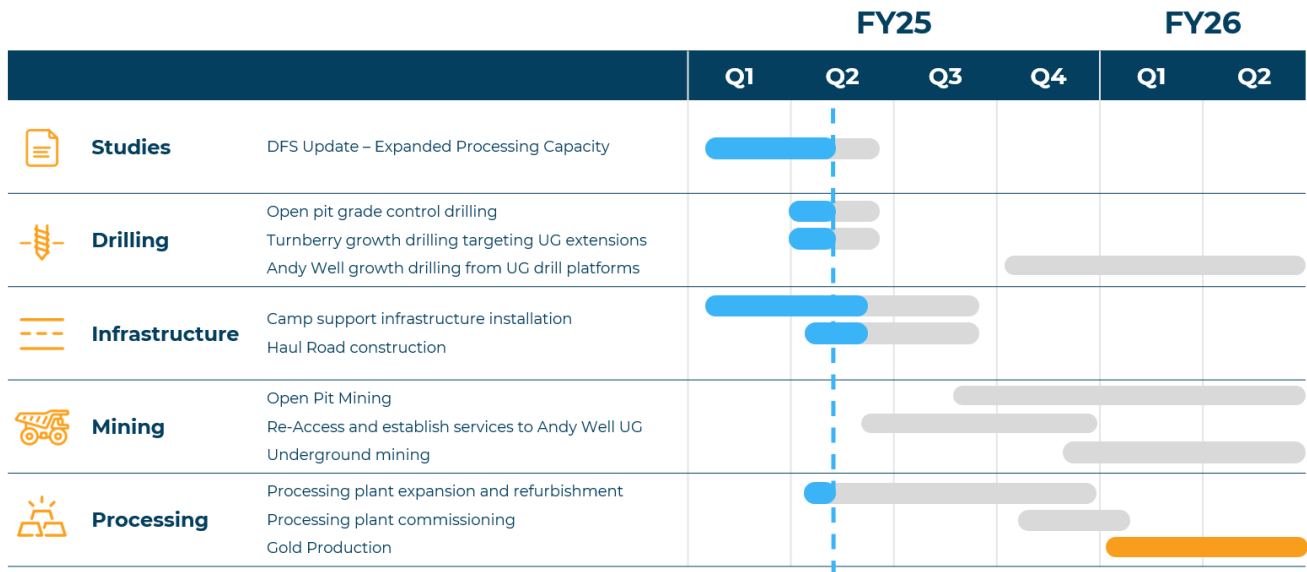 FY25 FY26
Q1 Q2 Q3 Q4 Q1 Q2
Studies
DFS Update – Expanded Processing Capacity
Drilling
Open pit grade control drilling
Turnberry growth drilling targeting UG extensions
Andy Well growth drilling from UG drill platforms
Infrastructure
Camp support infrastructure installation
Haul Road construction
Mining
Open Pit Mining
Re-Access and establish services to Andy Well UG
Underground mining
Processing
Processing plant expansion and refurbishment
Processing plant commissioning
Gold Production